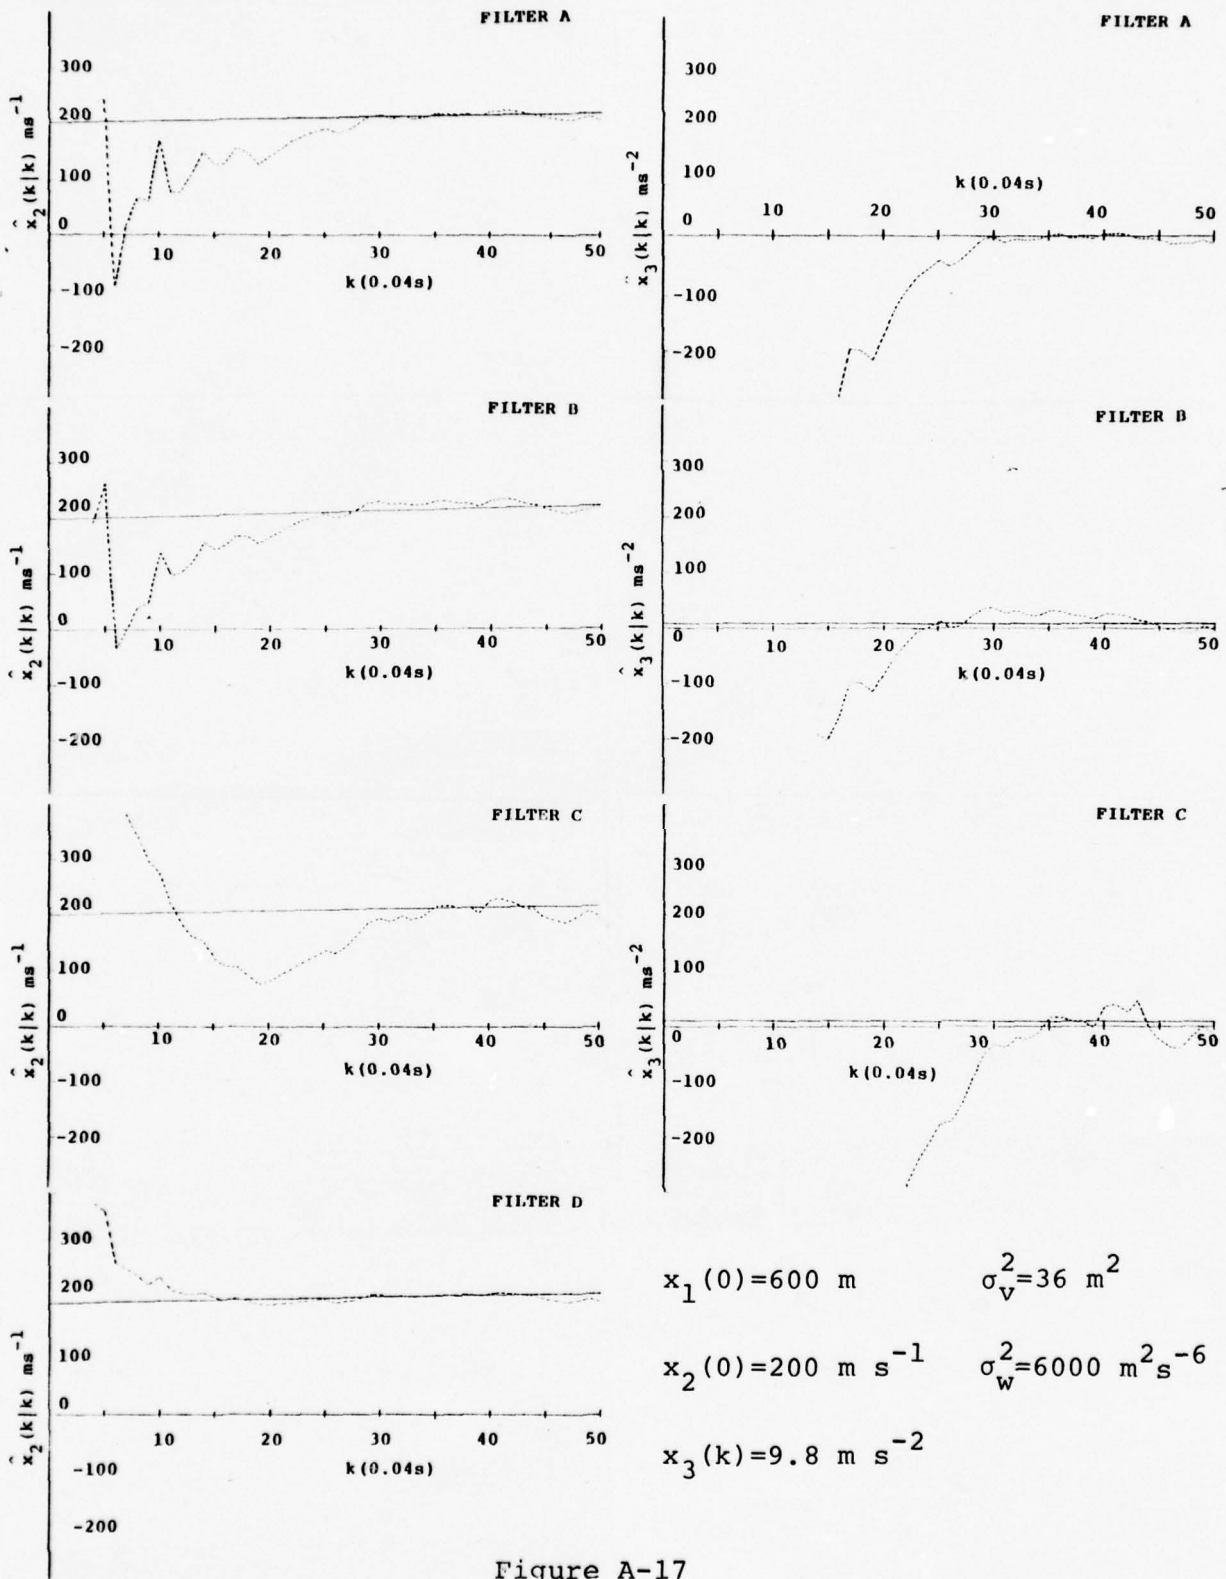 FILTER A
300
200
100
0
-100
-200
10 20 30 40 50
k(0.04s)
x̂₂(k|k) ms⁻¹
FILTER A
300
200
100
0
-100
-200
k(0.04s)
10 20 30 40 50
x̂₃(k|k) ms⁻²
FILTER B
300
200
100
0
-100
-200
10 20 30 40 50
k(0.04s)
x̂₂(k|k) ms⁻¹
FILTER B
300
200
100
0
-100
-200
10 20 30 40 50
k(0.04s)
x̂₃(k|k) ms⁻²
FILTER C
300
200
100
0
-100
-200
10 20 30 40 50
k(0.04s)
x̂₂(k|k) ms⁻¹
FILTER C
300
200
100
0
-100
-200
10 20 30 40 50
k(0.04s)
x̂₃(k|k) ms⁻²
FILTER D
300
200
100
0
-100
-200
10 20 30 40 50
k(0.04s)
x̂₂(k|k) ms⁻¹
x₁(0)=600 m σᵥ²=36 m²
x₂(0)=200 m s⁻¹ σ_w²=6000 m²s⁻⁶
x₃(k)=9.8 m s⁻²
Figure A-17